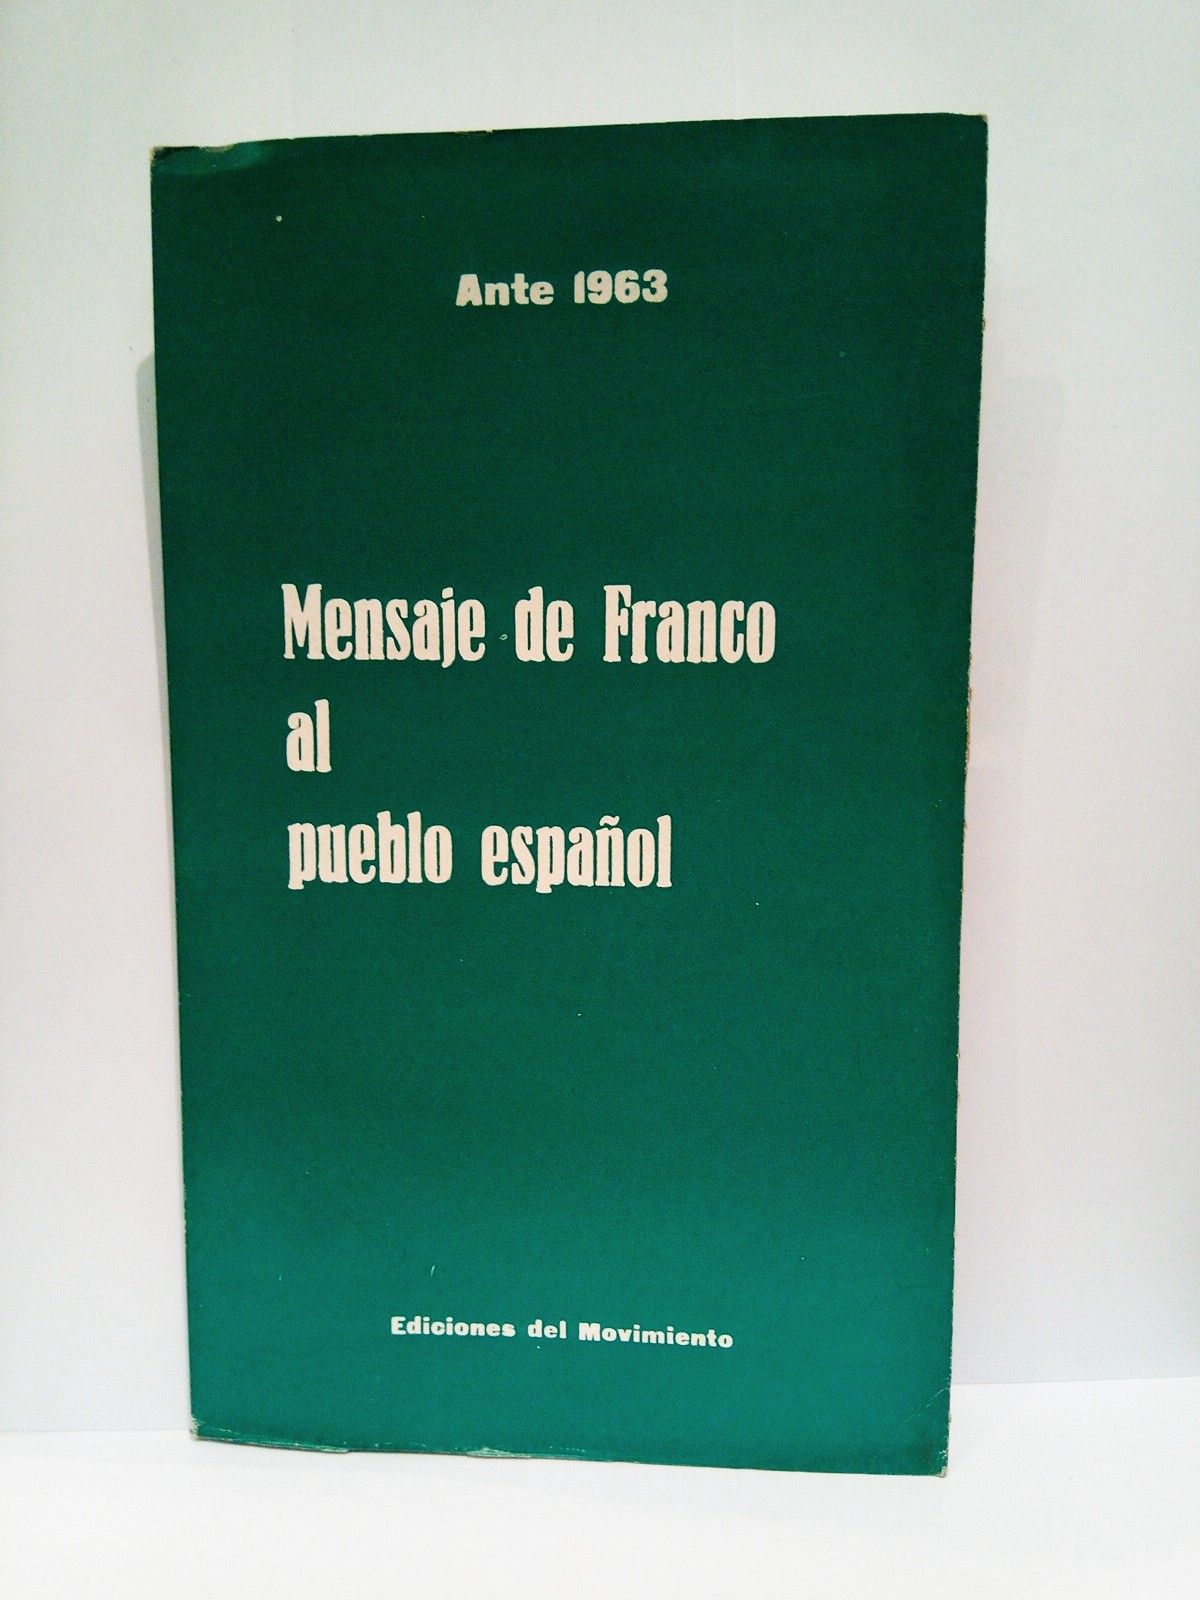 Ante 1963
Mensaje de Franco
al
pueblo español
Ediciones del Movimiento